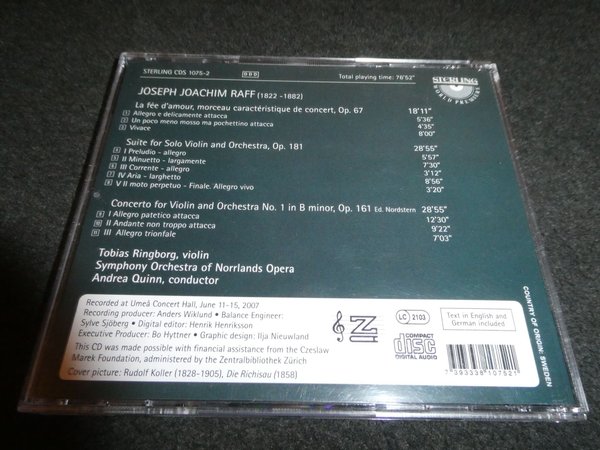 STERLING CDS 1075-2 DDD Total playing time: 76'52"
STERLING
WORLD PREMIERE
JOSEPH JOACHIM RAFF (1822 -1882)
La fée d'amour, morceau caractéristique de concert, Op. 67 18'11"
1 Allegro e delicamente attacca 5'36"
2 Un poco meno mosso ma pochettino attacca 4'35"
3 Vivace 8'00"
Suite for Solo Violin and Orchestra, Op. 181 28'55"
4 I Preludio - allegro 5'57"
5 II Minuetto - largamente 7'30"
6 III Corrente - allegro 3'12"
7 IV Aria - larghetto 8'56"
8 V Il moto perpetuo - Finale. Allegro vivo 3'20"
Concerto for Violin and Orchestra No. 1 in B minor, Op. 161 Ed. Nordstern 28'55"
9 I Allegro patetico attacca 12'30"
10 II Andante non troppo attacca 9'22"
11 III Allegro trionfale 7'03"
Tobias Ringborg, violin
Symphony Orchestra of Norrlands Opera
Andrea Quinn, conductor
Recorded at Umeå Concert Hall, June 11-15, 2007
Recording producer: Anders Wiklund • Balance Engineer:
Sylve Sjöberg • Digital editor: Henrik Henriksson
Executive Producer: Bo Hyttner • Graphic design: Ilja Nieuwland
This CD was made possible with financial assistance from the Czeslaw
Marek Foundation, administered by the Zentralbibliothek Zürich
Cover picture: Rudolf Koller (1828-1905), Die Richisau (1858)
Z
LC 2103
COMPACT
disc
DIGITAL AUDIO
Text in English and
German included
7 393338 107521
COUNTRY OF ORIGIN: SWEDEN